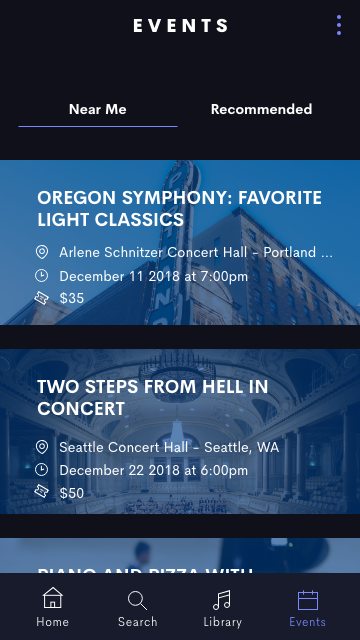 EVENTS
Near Me
Recommended
OREGON SYMPHONY: FAVORITE
LIGHT CLASSICS
Arlene Schnitzer Concert Hall - Portland ...
December 11 2018 at 7:00pm
$35
TWO STEPS FROM HELL IN
CONCERT
Seattle Concert Hall - Seattle, WA
December 22 2018 at 6:00pm
$50
PIANO AND PIZZA WITH
Home
Search
Library
Events